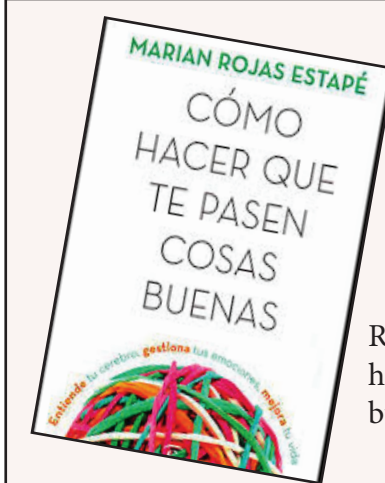 MARIAN ROJAS ESTAPÉ
CÓMO
HACER QUE
TE PASEN
COSAS
BUENAS
Entiende tu cerebro, gestiona tus emociones, mejora tu vida
R
h
b